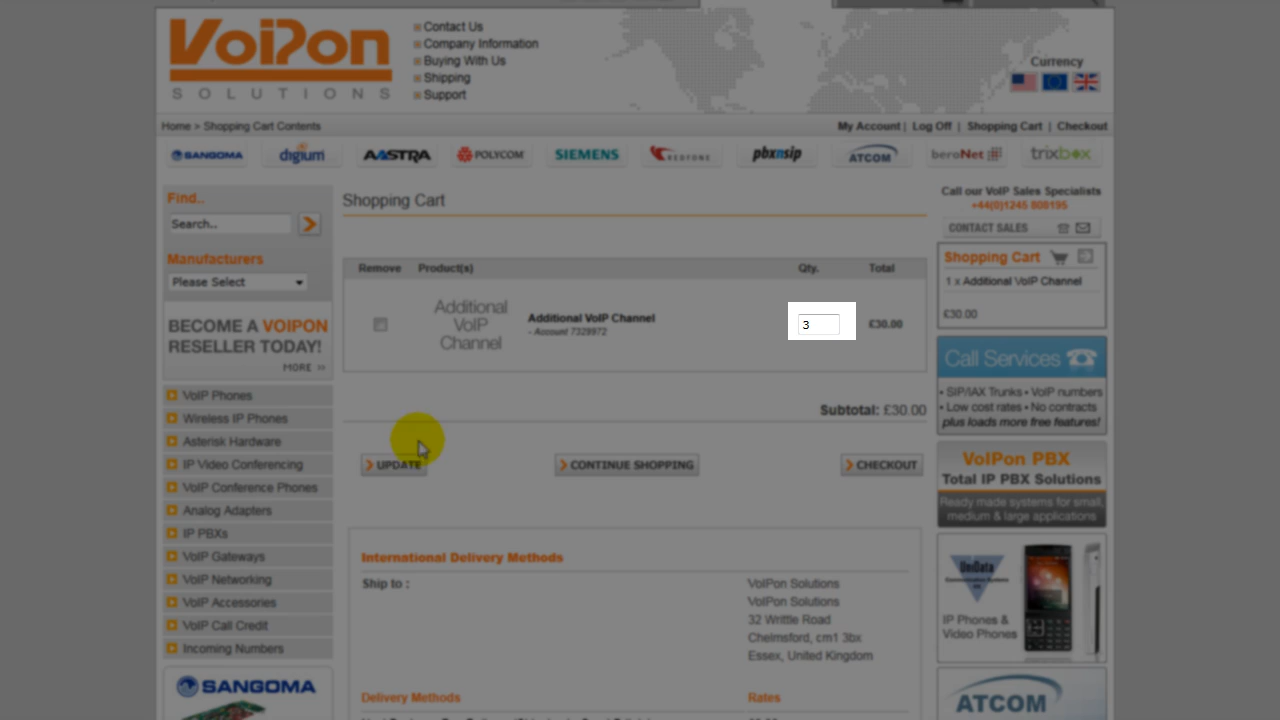 VoIPon
SOLUTIONS
Contact Us
Company Information
Buying With Us
Shipping
Support
Currency
Home > Shopping Cart Contents
My Account | Log Off | Shopping Cart | Checkout
SANGOMA
digium
AASTRA
POLYCOM
SIEMENS
REDFONE
pbxnsip
ATCOM
beroNet
trixbox
Find..
Search..
Manufacturers
Please Select
BECOME A VOIPON
RESELLER TODAY!
MORE »
VoIP Phones
Wireless IP Phones
Asterisk Hardware
IP Video Conferencing
VoIP Conference Phones
Analog Adapters
IP PBXs
VoIP Gateways
VoIP Networking
VoIP Accessories
VoIP Call Credit
Incoming Numbers
SANGOMA
Shopping Cart
Remove Product(s) Qty. Total
Additional
VoIP
Channel
Additional VoIP Channel
- Account 7328972
3
£30.00
Subtotal: £30.00
UPDATE
CONTINUE SHOPPING
CHECKOUT
International Delivery Methods
Ship to :
VoIPon Solutions
VoIPon Solutions
32 Writtle Road
Chelmsford, cm1 3bx
Essex, United Kingdom
Delivery Methods Rates
Call our VoIP Sales Specialists
+44(0)1245 808195
CONTACT SALES
Shopping Cart
1 x Additional VoIP Channel
£30.00
Call Services
• SIP/IAX Trunks • VoIP numbers
• Low cost rates • No contracts
plus loads more free features!
VoIPon PBX
Total IP PBX Solutions
Ready made systems for small,
medium & large applications
UniData
IP Phones &
Video Phones
ATCOM